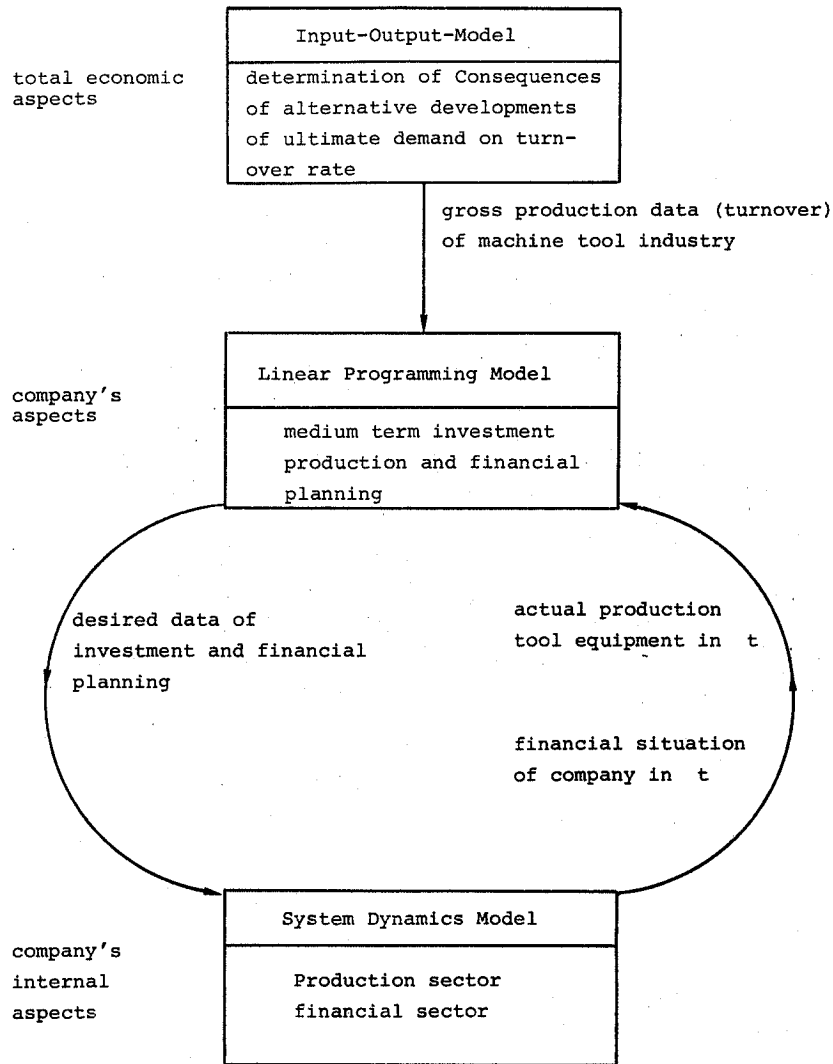 Input-Output-Model
total economic
aspects
determination of Consequences
of alternative developments
of ultimate demand on turn-
over rate
gross production data (turnover)
of machine tool industry
Linear Programming Model
company's
aspects
medium term investment
production and financial
planning
desired data of
investment and financial
planning
actual production
tool equipment in t
financial situation
of company in t
System Dynamics Model
company's
internal
aspects
Production sector
financial sector